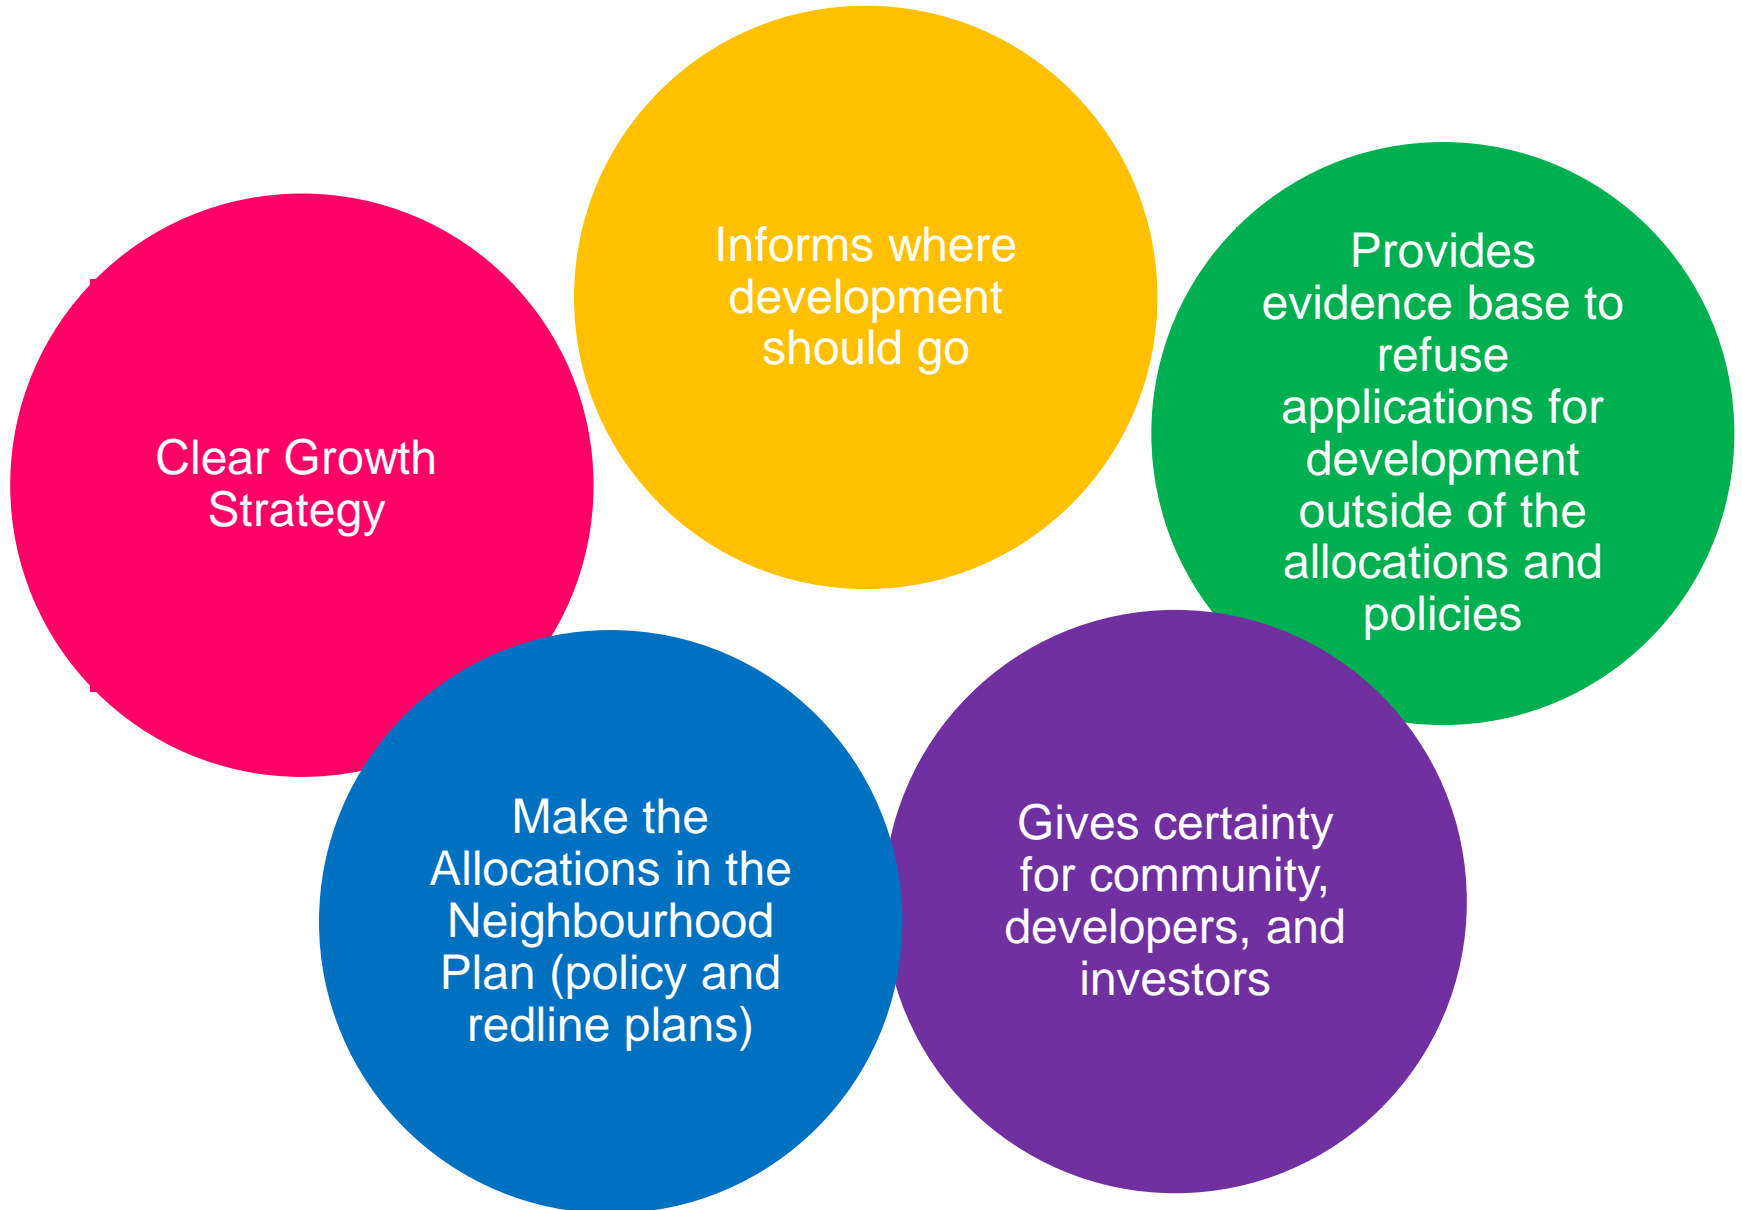 Clear Growth
Strategy
Informs where
development
should go
Provides
evidence base to
refuse
applications for
development
outside of the
allocations and
policies
Make the
Allocations in the
Neighbourhood
Plan (policy and
redline plans)
Gives certainty
for community,
developers, and
investors